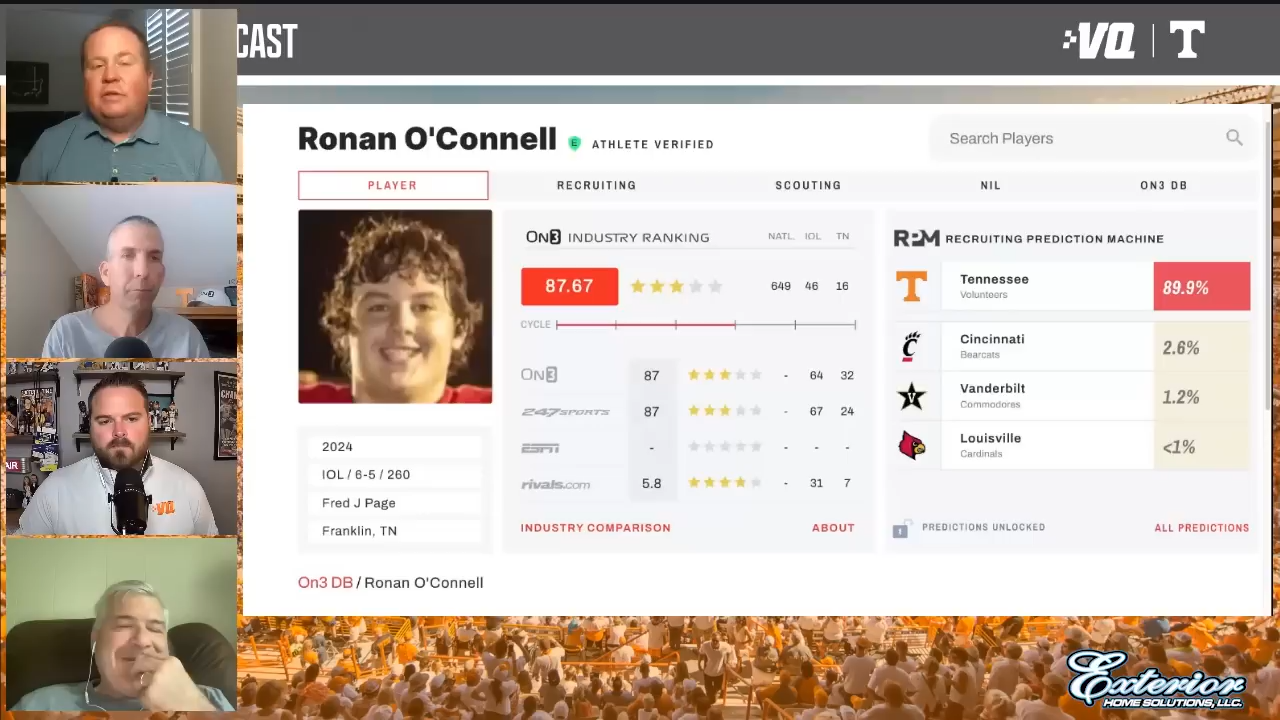 CAST
VQ | T
Ronan O'Connell E ATHLETE VERIFIED
Search Players
PLAYER RECRUITING SCOUTING NIL ON3 DB
On3 INDUSTRY RANKING NATL. IOL TN
87.67 649 46 16
CYCLE
ON3 87 - 64 32
247SPORTS 87 - 67 24
ESPN - - - -
rivals.com 5.8 - 31 7
INDUSTRY COMPARISON ABOUT
RPM RECRUITING PREDICTION MACHINE
T Tennessee 89.9%
Volunteers
C Cincinnati 2.6%
Bearcats
V Vanderbilt 1.2%
Commodores
Louisville <1%
Cardinals
PREDICTIONS UNLOCKED ALL PREDICTIONS
2024
IOL / 6-5 / 260
Fred J Page
Franklin, TN
On3 DB / Ronan O'Connell
AIR
VQ
Exterior
HOME SOLUTIONS, LLC.